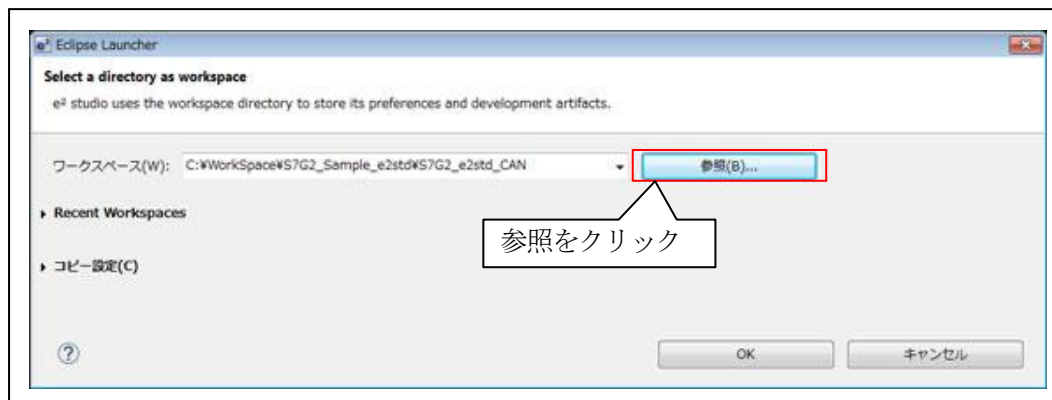 e² Eclipse Launcher
Select a directory as workspace
e² studio uses the workspace directory to store its preferences and development artifacts.
ワークスペース(W): C:¥WorkSpace¥S7G2_Sample_e2std¥S7G2_e2std_CAN 参照(B)...
Recent Workspaces
参照をクリック
コピー設定(C)
?
OK キャンセル